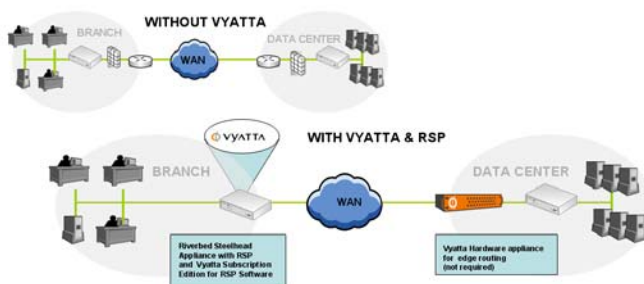 WITHOUT VYATTA
BRANCH
DATA CENTER
WAN
VYATTA
WITH VYATTA & RSP
BRANCH
DATA CENTER
WAN
Riverbed Steelhead
Appliance with RSP
and Vyatta Subscription
Edition for RSP Software
Vyatta Hardware appliance
for edge routing
(not required)